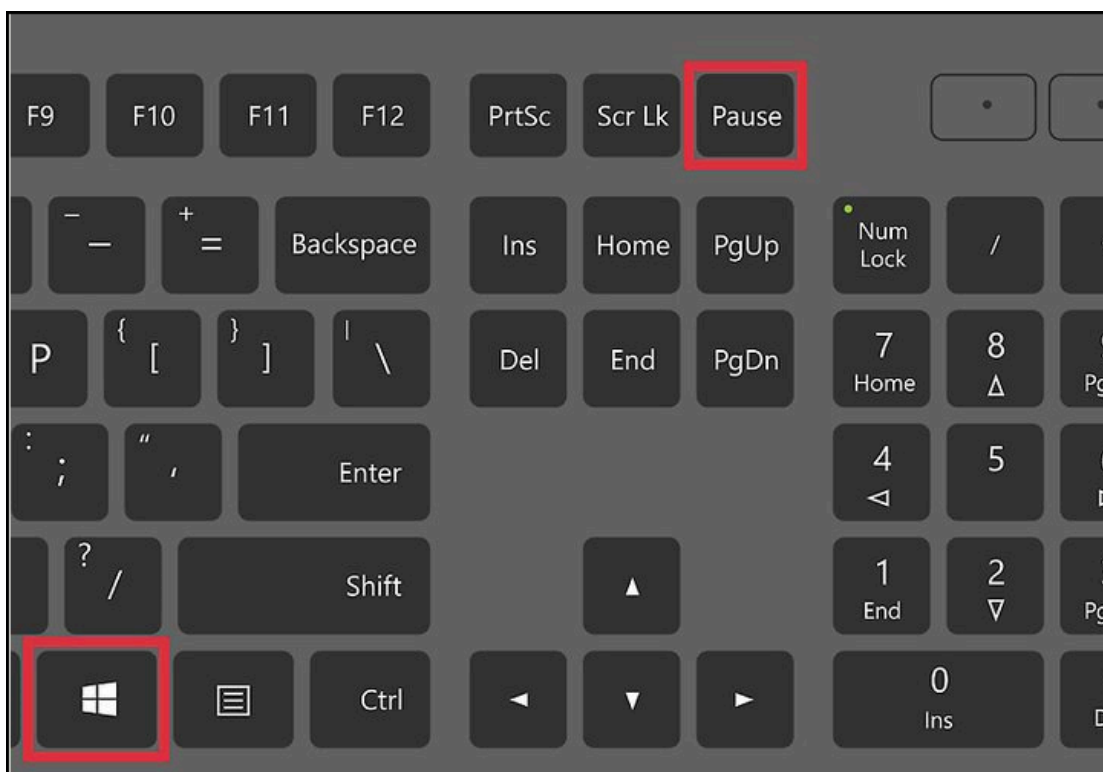 F9 F10 F11 F12 PrtSc Scr Lk Pause
_ - + = Backspace Ins Home PgUp Num Lock /
P { [ } ] | \ Del End PgDn 7 Home 8
: ; " ' Enter 4 5
? / Shift 1 End 2
Ctrl 0 Ins